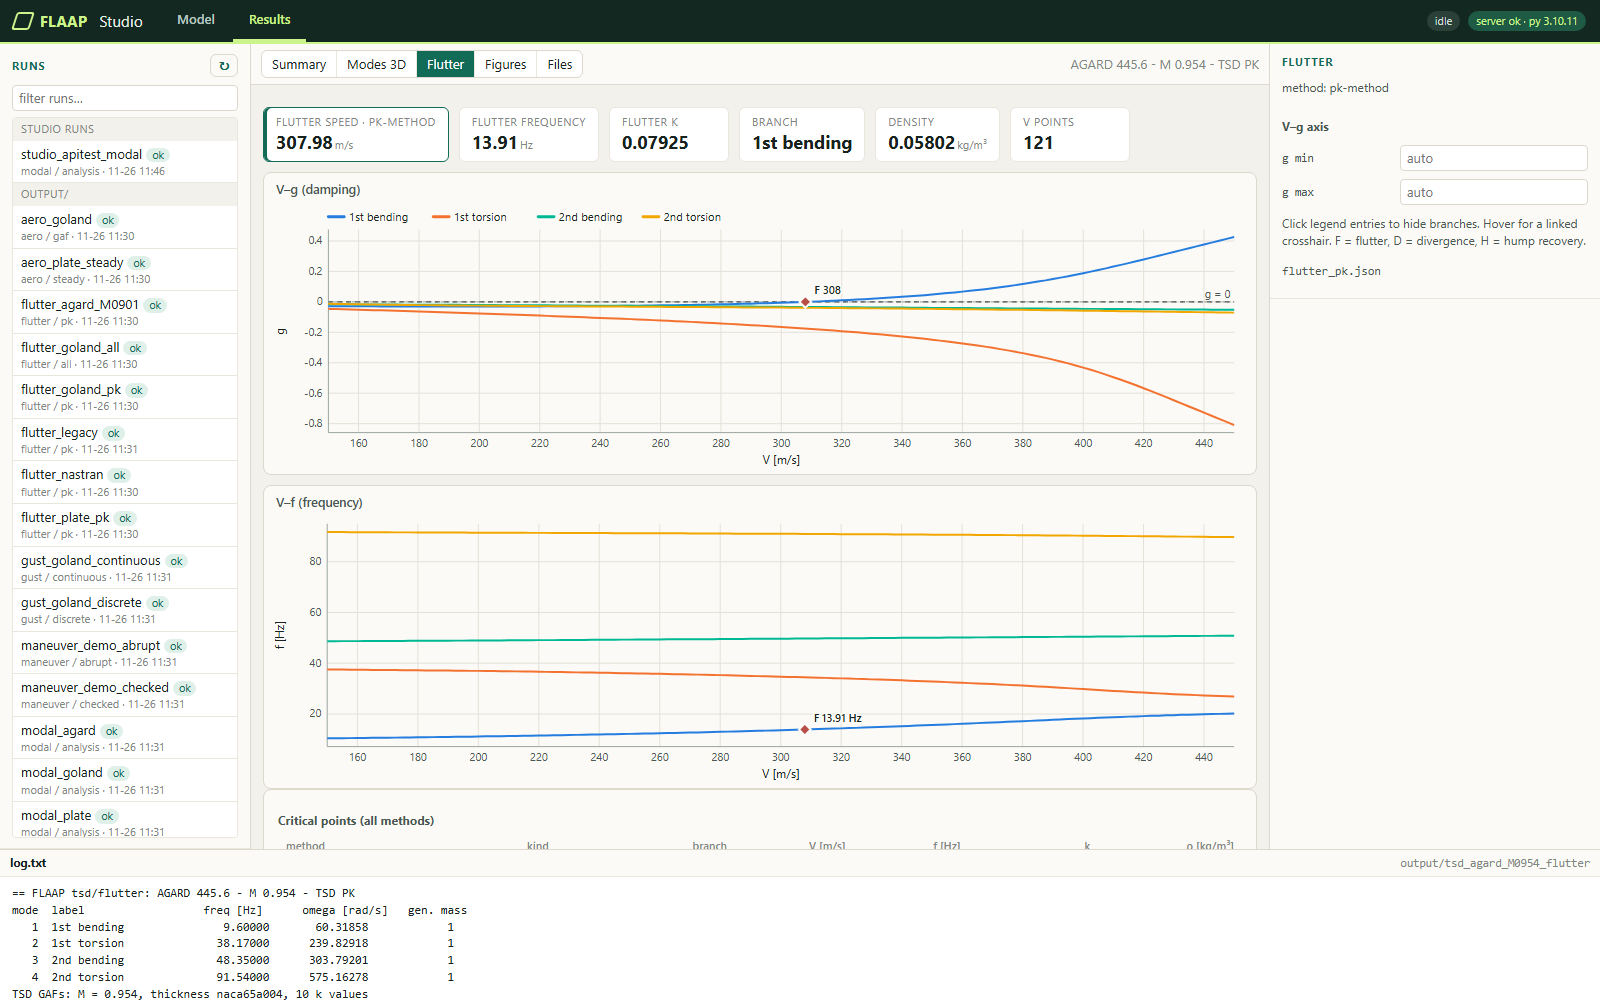 FLAAP Studio Model Results idle server ok · py 3.10.11
RUNS ↻
filter runs...
STUDIO RUNS
studio_apitest_modal ok
modal / analysis · 11-26 11:46
OUTPUT/
aero_goland ok
aero / gaf · 11-26 11:30
aero_plate_steady ok
aero / steady · 11-26 11:30
flutter_agard_M0901 ok
flutter / pk · 11-26 11:30
flutter_goland_all ok
flutter / all · 11-26 11:30
flutter_goland_pk ok
flutter / pk · 11-26 11:30
flutter_legacy ok
flutter / pk · 11-26 11:31
flutter_nastran ok
flutter / pk · 11-26 11:30
flutter_plate_pk ok
flutter / pk · 11-26 11:30
gust_goland_continuous ok
gust / continuous · 11-26 11:31
gust_goland_discrete ok
gust / discrete · 11-26 11:31
maneuver_demo_abrupt ok
maneuver / abrupt · 11-26 11:31
maneuver_demo_checked ok
maneuver / checked · 11-26 11:31
modal_agard ok
modal / analysis · 11-26 11:31
modal_goland ok
modal / analysis · 11-26 11:31
modal_plate ok
modal / analysis · 11-26 11:31
Summary Modes 3D Flutter Figures Files AGARD 445.6 - M 0.954 - TSD PK
FLUTTER SPEED · PK-METHOD
307.98 m/s
FLUTTER FREQUENCY
13.91 Hz
FLUTTER K
0.07925
BRANCH
1st bending
DENSITY
0.05802 kg/m³
V POINTS
121
V–g (damping)
1st bending 1st torsion 2nd bending 2nd torsion
0.4
0.2
0
-0.2
-0.4
-0.6
-0.8
g
F 308
g = 0
160 180 200 220 240 260 280 300 320 340 360 380 400 420 440
V [m/s]
V–f (frequency)
80
60
40
20
f [Hz]
F 13.91 Hz
160 180 200 220 240 260 280 300 320 340 360 380 400 420 440
V [m/s]
Critical points (all methods)
method kind branch V [m/s] f [Hz] k ρ [kg/m³]
FLUTTER
method: pk-method
V–g axis
g min auto
g max auto
Click legend entries to hide branches. Hover for a linked
crosshair. F = flutter, D = divergence, H = hump recovery.
flutter_pk.json
log.txt output/tsd_agard_M0954_flutter
== FLAAP tsd/flutter: AGARD 445.6 - M 0.954 - TSD PK
mode label freq [Hz] omega [rad/s] gen. mass
1 1st bending 9.60000 60.31858 1
2 1st torsion 38.17000 239.82918 1
3 2nd bending 48.35000 303.79201 1
4 2nd torsion 91.54000 575.16278 1
TSD GAFs: M = 0.954, thickness naca65a004, 10 k values